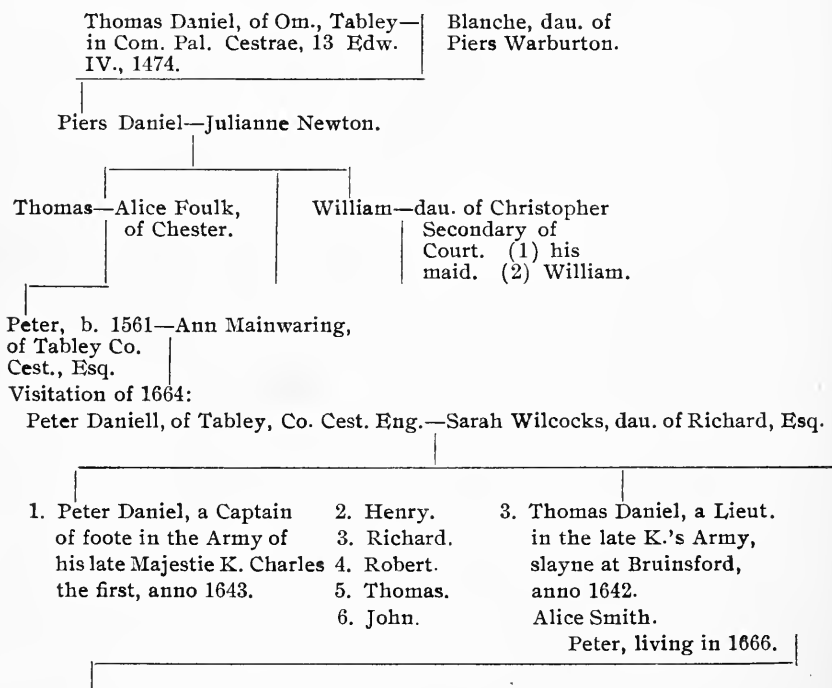 Thomas Daniel, of Om., Tabley—
in Com. Pal. Cestrae, 13 Edw.
IV., 1474.
Blanche, dau. of
Piers Warburton.
Piers Daniel—Julianne Newton.
Thomas—Alice Foulk,
of Chester.
William—dau. of Christopher
Secondary of
Court. (1) his
maid. (2) William.
Peter, b. 1561—Ann Mainwaring,
of Tabley Co.
Cest., Esq.
Visitation of 1664:
Peter Daniell, of Tabley, Co. Cest. Eng.—Sarah Wilcocks, dau. of Richard, Esq.
1. Peter Daniel, a Captain
of foote in the Army of
his late Majestie K. Charles
the first, anno 1643.
2. Henry.
3. Richard.
4. Robert.
5. Thomas.
6. John.
3. Thomas Daniel, a Lieut.
in the late K.'s Army,
slayne at Bruinsford,
anno 1642.
Alice Smith.
Peter, living in 1666.